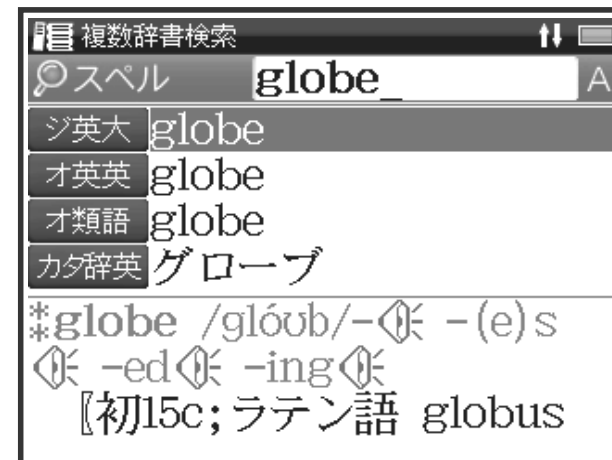 複数辞書検索
スペル globe_ A
ジ英大 globe
オ英英 globe
オ類語 globe
カタ辞英 グローブ
⁑globe /glóʊb/– –(e)s
–ed –ing
〖初15c;ラテン語 globus